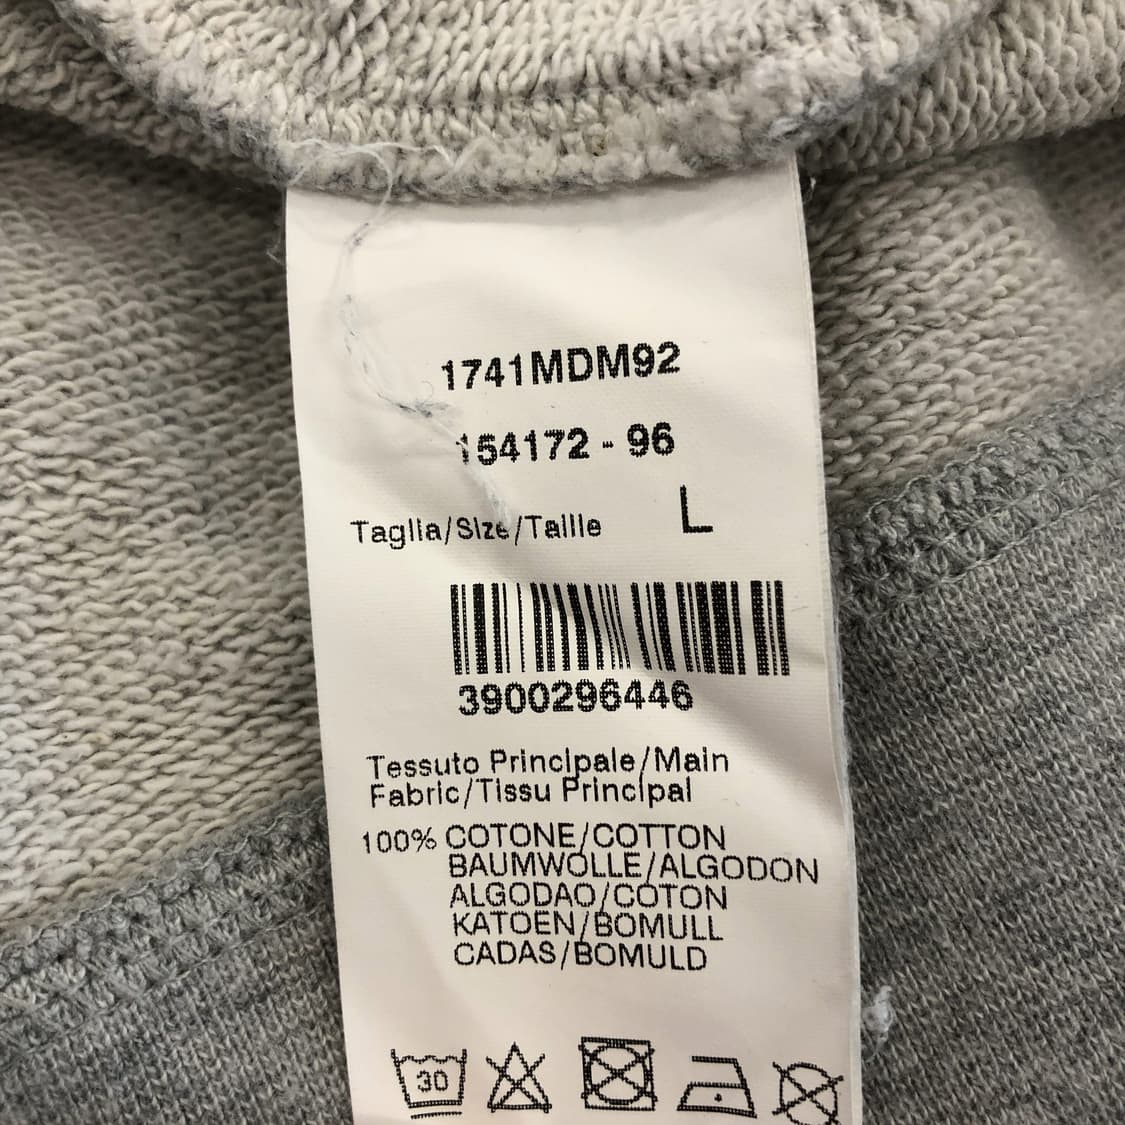 1741MDM92
154172 - 96
Taglia/Size/Taille L
3900296446
Tessuto Principale/Main
Fabric/Tissu Principal
100% COTONE/COTTON
BAUMWOLLE/ALGODON
ALGODAO/COTON
KATOEN/BOMULL
CADAS/BOMULD
30